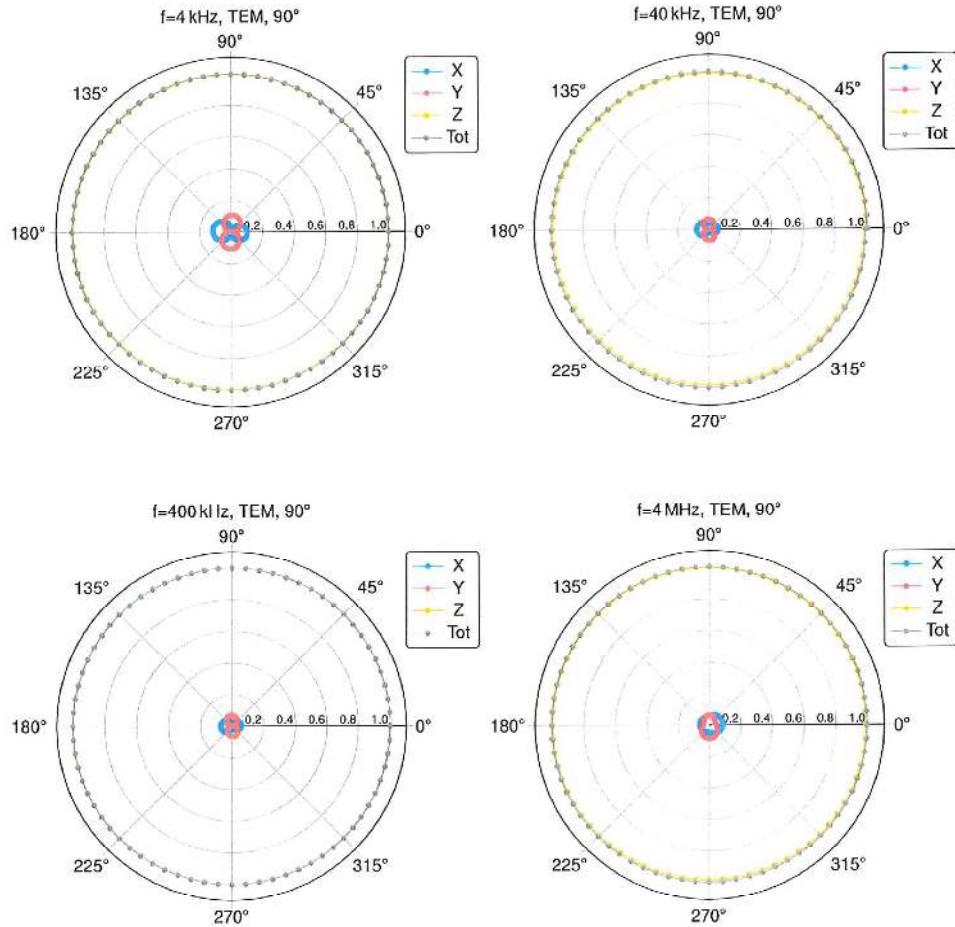 f=4 kHz, TEM, 90°
90°
135°
45°
X
Y
Z
Tot
180°
0.2 0.4 0.6 0.8 1.0
0°
225°
315°
270°
f=40 kHz, TEM, 90°
90°
135°
45°
X
Y
Z
Tot
180°
0.2 0.4 0.6 0.8 1.0
0°
225°
315°
270°
f=400 kHz, TEM, 90°
90°
135°
45°
X
Y
Z
Tot
180°
0.2 0.4 0.6 0.8 1.0
0°
225°
315°
270°
f=4 MHz, TEM, 90°
90°
135°
45°
X
Y
Z
Tot
180°
0.2 0.4 0.6 0.8 1.0
0°
225°
315°
270°